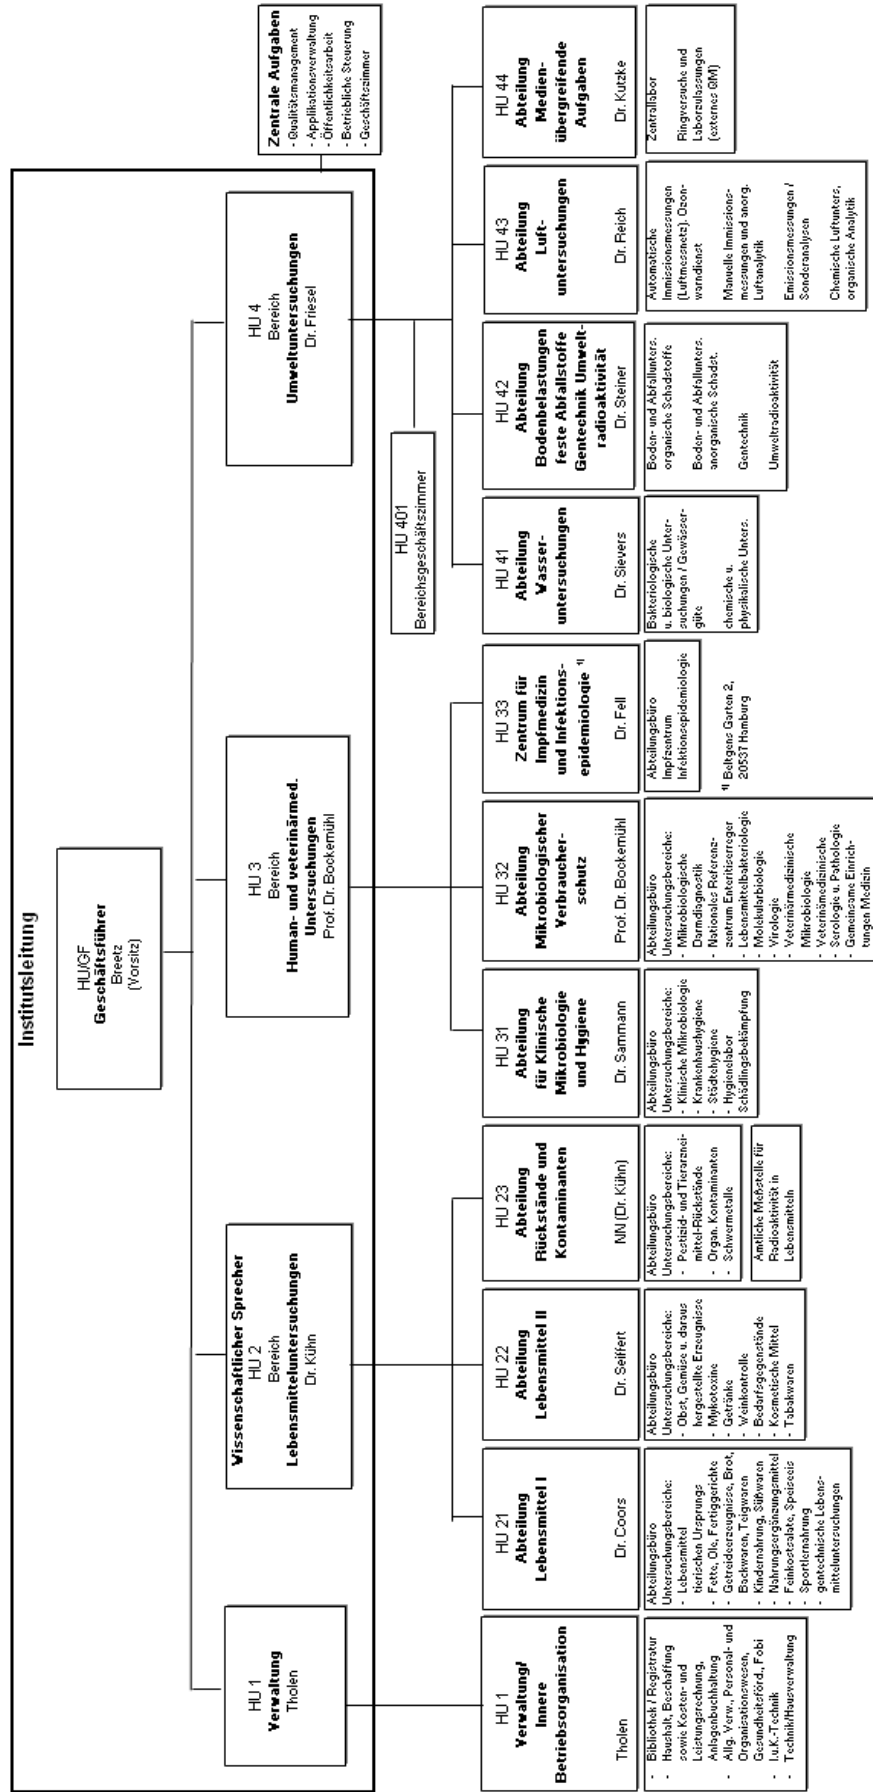 Institutsleitung
HU/GF
Geschäftsführer
Breetz
(Vorsitz)
Zentrale Aufgaben
- Qualitätsmanagement
- Applikationsverwaltung
- Öffentlichkeitsarbeit
- Betriebliche Steuerung
- Geschäftszimmer
HU 1
Verwaltung
Tholen
Wissenschaftlicher Sprecher
HU 2
Bereich
Lebensmitteluntersuchungen
Dr. Kühn
HU 3
Bereich
Human- und veterinärmed.
Untersuchungen
Prof. Dr. Bockemühl
HU 4
Bereich
Umweltuntersuchungen
Dr. Friesel
HU 401
Bereichsgeschäftszimmer
HU 1
Verwaltung/
Innere
Betriebsorganisation
Tholen
- Bibliothek / Registratur
- Haushalt, Beschaffung
sowie Kosten- und
Leistungsrechnung,
Anlagenbuchhaltung
- Allg. Verw., Personal- und
Organisationswesen,
Gesundheitsförd., Fobi
- I.u.K.-Technik
- Technik/Hausverwaltung
HU 21
Abteilung
Lebensmittel I
Dr. Coors
Abteilungsbüro
Untersuchungsbereiche:
- Lebensmittel
tierischen Ursprungs
- Fette, Öle, Fertiggerichte
- Getreideerzeugnisse, Brot,
Backwaren, Teigwaren
- Kindernahrung, Süßwaren
- Nahrungsergänzungsmittel
- Feinkostsalate, Speiseeis
- Sportlernahrung
- gentechnische Lebens-
mitteluntersuchungen
HU 22
Abteilung
Lebensmittel II
Dr. Seiffert
Abteilungsbüro
Untersuchungsbereiche:
- Obst, Gemüse u. daraus
hergestellte Erzeugnisse
- Mykotoxine
- Getränke
- Weinkontrolle
- Bedarfsgegenstände
- Kosmetische Mittel
- Tabakwaren
HU 23
Abteilung
Rückstände und
Kontaminanten
NN (Dr. Kühn)
Abteilungsbüro
Untersuchungsbereiche:
- Pestizid- und Tierarznei-
mittel-Rückstände
- Organ. Kontaminanten
- Schwermetalle
Amtliche Meßstelle für
Radioaktivität in
Lebensmitteln
HU 31
Abteilung
für Klinische
Mikrobiologie
und Hygiene
Dr. Sammann
Abteilungsbüro
Untersuchungsbereiche:
- Klinische Mikrobiologie
- Krankenhaushygiene
- Städtehygiene
- Hygienelabor
Schädlingsbekämpfung
HU 32
Abteilung
Mikrobiologischer
Verbraucher-
schutz
Prof. Dr. Bockemühl
Abteilungsbüro
Untersuchungsbereiche:
- Mikrobiologische
Darmdiagnostik
- Nationales Referenz-
zentrum Enteritiserreger
- Lebensmittelbakteriologie
- Molekularbiologie
- Virologie
- Veterinärmedizinische
Mikrobiologie
- Veterinämedizinische
- Serologie u. Pathologie
- Gemeinsame Einrich-
tungen Medizin
HU 33
Zentrum für
Impfmedizin
und Infektions-
epidemiologie ¹⁾
Dr. Fell
Abteilungsbüro
Impfzentrum
Infektionsepidemiologie
¹⁾ Beltgens Garten 2,
20537 Hamburg
HU 41
Abteilung
Wasser-
untersuchungen
Dr. Sievers
Bakteriologische
u. biologische Unter-
suchungen / Gewässer-
güte
chemische u.
physikalische Unters.
HU 42
Abteilung
Bodenbelastungen
feste Abfallstoffe
Gentechnik Umwelt-
radioaktivität
Dr. Steiner
Boden- und Abfallunters.
organische Schadstoffe
Boden- und Abfallunters.
anorganische Schadst.
Gentechnik
Umweltradioaktivität
HU 43
Abteilung
Luft-
untersuchungen
Dr. Reich
Automatische
Immissionsmessungen
(Luftmessnetz). Ozon-
warndienst
Manuelle Immissions-
messungen und anorg.
Luftanalytik
Emissionsmessungen /
Sonderanalysen
Chemische Luftunters,
organische Analytik
HU 44
Abteilung
Medien-
übergreifende
Aufgaben
Dr. Kutzke
Zentrallabor
Ringversuche und
Laborzulassungen
(externes QM)